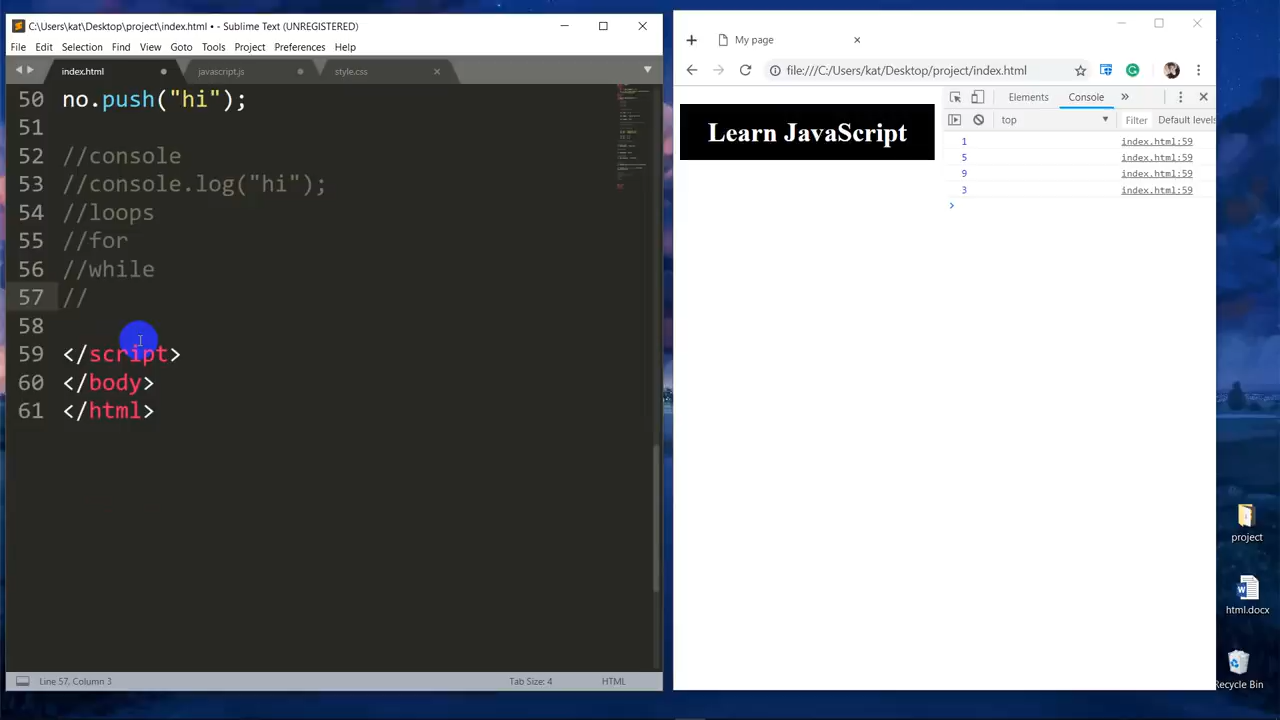 C:\Users\kat\Desktop\project\index.html • - Sublime Text (UNREGISTERED)
File Edit Selection Find View Goto Tools Project Preferences Help
index.html javascript.js style.css
50 no.push("hi");
51
52 //console
53 //console.log("hi");
54 //loops
55 //for
56 //while
57 //
58
59 </script>
60 </body>
61 </html>
Line 57, Column 3 Tab Size: 4 HTML
My page
file:///C:/Users/kat/Desktop/project/index.html
Learn JavaScript
Elements Console »
top Filter Default levels
1 index.html:59
5 index.html:59
9 index.html:59
3 index.html:59
project
html.docx
Recycle Bin